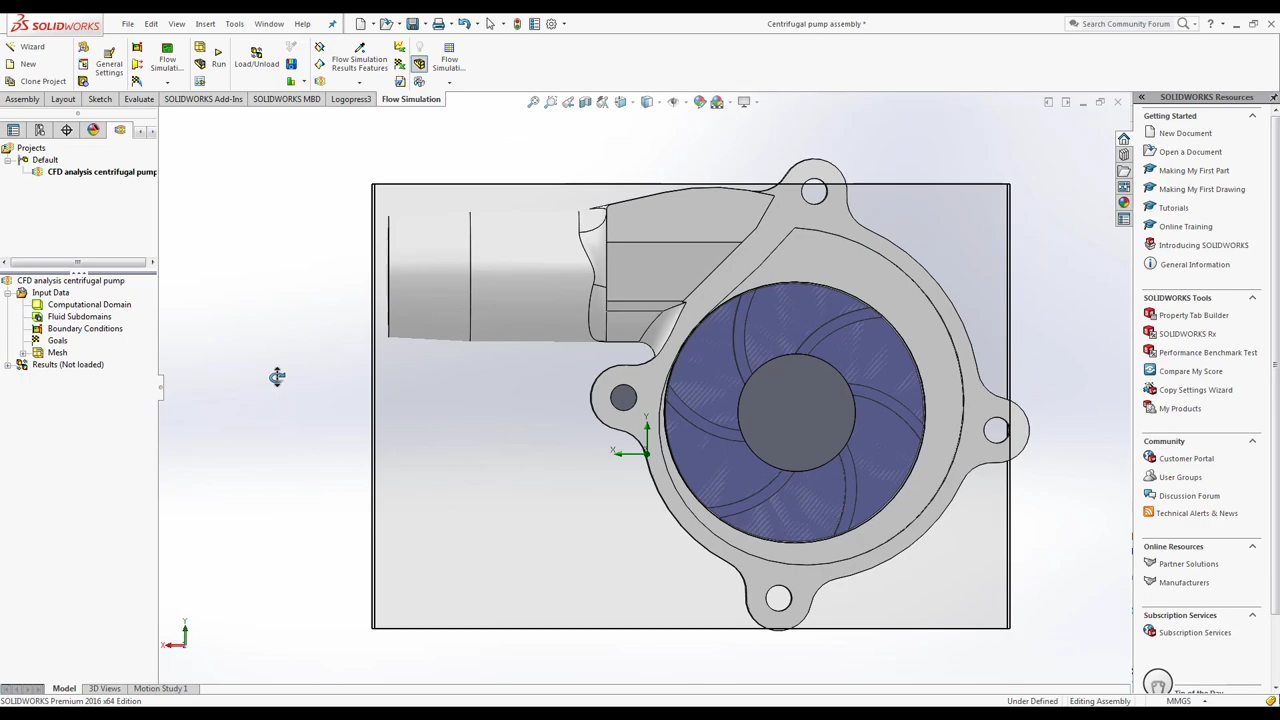 SOLIDWORKS
File Edit View Insert Tools Window Help
Centrifugal pump assembly *
Search Community Forum
Wizard
New
Clone Project
General Settings
Flow Simulati...
Run
Load/Unload
Flow Simulation Results Features
Flow Simulati...
Assembly Layout Sketch Evaluate SOLIDWORKS Add-Ins SOLIDWORKS MBD Logopress3 Flow Simulation
Projects
Default
CFD analysis centrifugal pump
CFD analysis centrifugal pump
Input Data
Computational Domain
Fluid Subdomains
Boundary Conditions
Goals
Mesh
Results (Not loaded)
Y
X
Y
X
SOLIDWORKS Resources
Getting Started
New Document
Open a Document
Making My First Part
Making My First Drawing
Tutorials
Online Training
Introducing SOLIDWORKS
General Information
SOLIDWORKS Tools
Property Tab Builder
SOLIDWORKS Rx
Performance Benchmark Test
Compare My Score
Copy Settings Wizard
My Products
Community
Customer Portal
User Groups
Discussion Forum
Technical Alerts & News
Online Resources
Partner Solutions
Manufacturers
Subscription Services
Subscription Services
Model 3D Views Motion Study 1
SOLIDWORKS Premium 2016 x64 Edition
Under Defined Editing Assembly MMGS